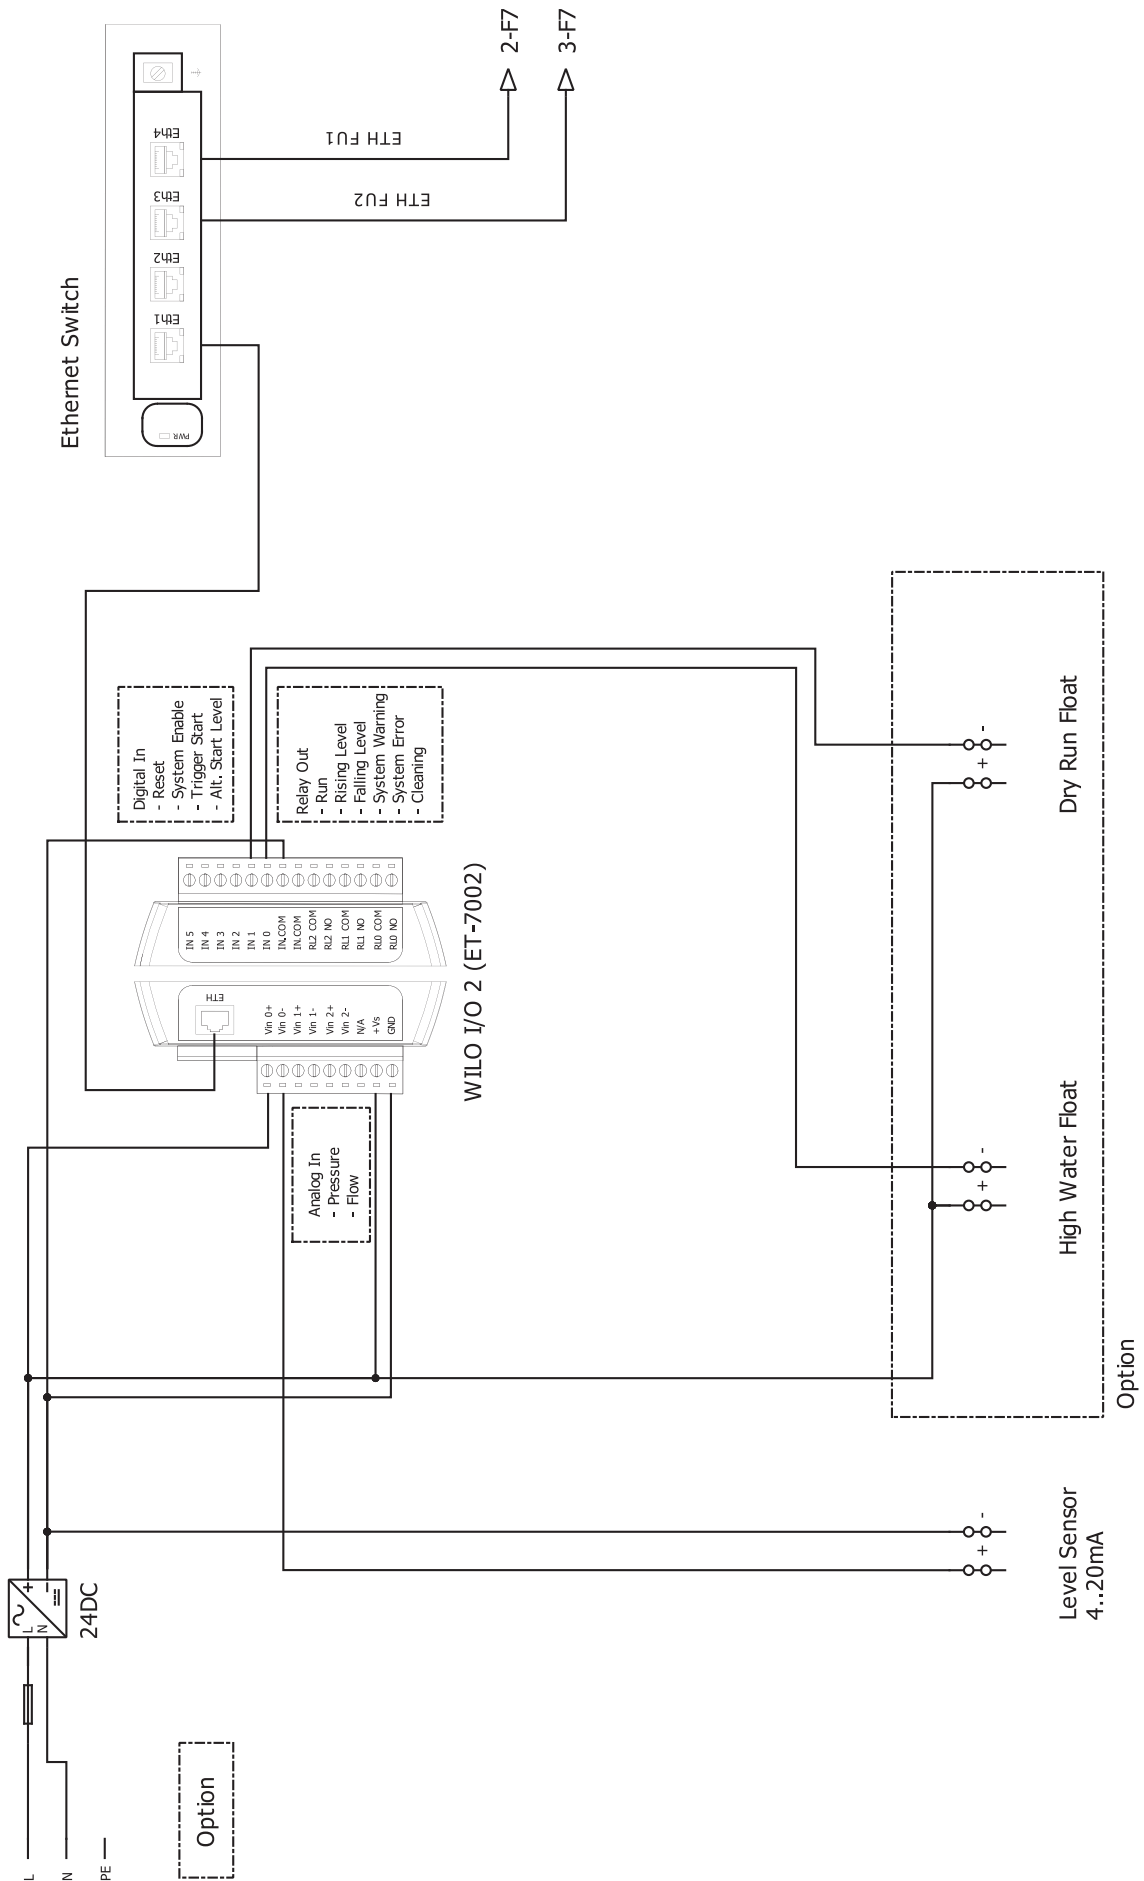 L
N
PE
Option
L
N
+
-
24DC
Level Sensor
4..20mA
+
-
Option
High Water Float
+
-
Dry Run Float
+
-
Analog In
- Pressure
- Flow
WILO I/O 2 (ET-7002)
ETH
Vin 0+
Vin 0-
Vin 1+
Vin 1-
Vin 2+
Vin 2-
N/A
+Vs
GND
IN 5
IN 4
IN 3
IN 2
IN 1
IN 0
IN.COM
IN.COM
RL2 COM
RL2 NO
RL1 COM
RL1 NO
RL0 COM
RL0 NO
Digital In
- Reset
- System Enable
- Trigger Start
- Alt. Start Level
Relay Out
- Run
- Rising Level
- Falling Level
- System Warning
- System Error
- Cleaning
Ethernet Switch
PWR
Eth1
Eth2
Eth3
Eth4
ETH FU1
ETH FU2
2-F7
3-F7